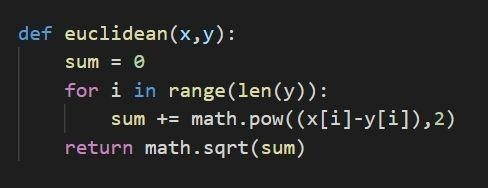 def euclidean(x,y):
    sum = 0
    for i in range(len(y)):
        sum += math.pow((x[i]-y[i]),2)
    return math.sqrt(sum)